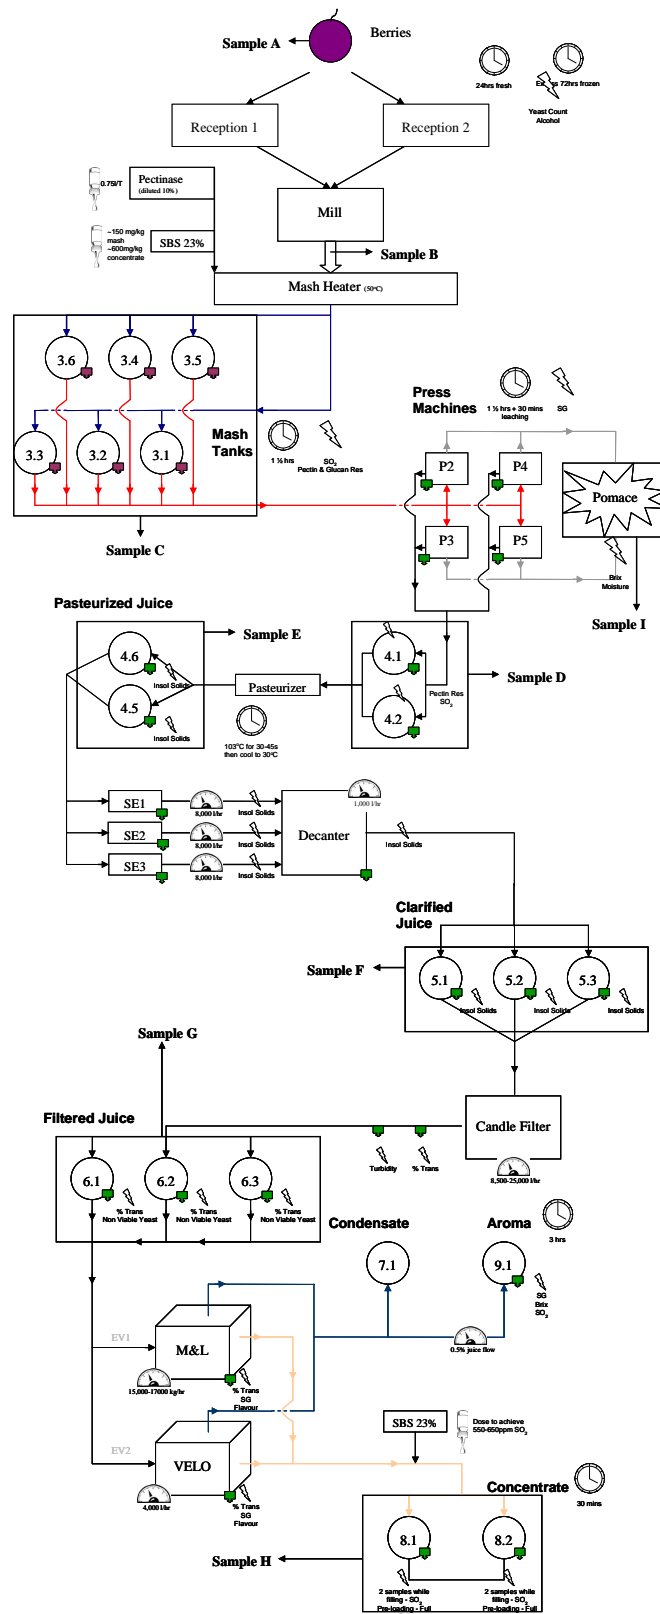 Sample A
Berries
24hrs fresh
72hrs frozen
Yeast Count
Alcohol
Reception 1
Reception 2
0.75l/T
Pectinase
(diluted 10%)
Mill
~150 mg/kg
mash
~600mg/kg
concentrate
SBS 23%
Sample B
Mash Heater (50°C)
3.6
3.4
3.5
Press
Machines
1 ½ hrs + 30 mins
leaching
SG
Mash
Tanks
1 ½ hrs
SO2
Pectin & Glucan Res
3.3
3.2
3.1
P2
P4
Pomace
P3
P5
Sample C
Brix
Moisture
Sample I
Pasteurized Juice
Sample E
4.6
Insol Solids
4.5
Insol Solids
Pasteurizer
103°C for 30-45s
then cool to 30°C
4.1
4.2
Pectin Res
SO2
Sample D
SE1
8,000 l/hr
Insol Solids
SE2
8,000 l/hr
Insol Solids
SE3
8,000 l/hr
Insol Solids
Decanter
1,000 l/hr
Insol Solids
Clarified
Juice
Sample F
5.1
Insol Solids
5.2
Insol Solids
5.3
Insol Solids
Sample G
Candle Filter
8,500-25,000 l/hr
Turbidity
% Trans
Filtered Juice
6.1
% Trans
Non Viable Yeast
6.2
% Trans
Non Viable Yeast
6.3
% Trans
Non Viable Yeast
Condensate
7.1
Aroma
3 hrs
9.1
SG
Brix
SO2
0.5% juice flow
EV1
M&L
15,000-17000 kg/hr
% Trans
SG
Flavour
EV2
VELO
4,000 l/hr
% Trans
SG
Flavour
SBS 23%
Dose to achieve
550-650ppm SO2
Concentrate
30 mins
8.1
8.2
Sample H
2 samples while
filling - SO2
Pre-loading - Full
2 samples while
filling - SO2
Pre-loading - Full